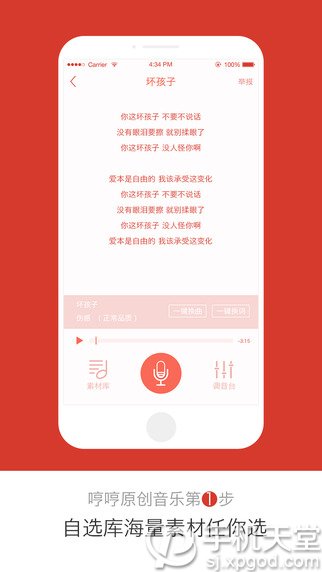 Carrier
4:34 PM
100%
坏孩子
举报
你这坏孩子 不要不说话
没有眼泪要擦 就别揉眼了
你这坏孩子 没人怪你啊
爱本是自由的 我该承受这变化
你这坏孩子 不要不说话
没有眼泪要擦 就别揉眼了
你这坏孩子 没人怪你啊
爱本是自由的 我该承受这变化
坏孩子
伤感 （正常品质）
一键换曲
一键换词
-3:15
素材库
调音台
哼哼原创音乐第1步
自选库海量素材任你选
手机天堂
sj.xpgod.com